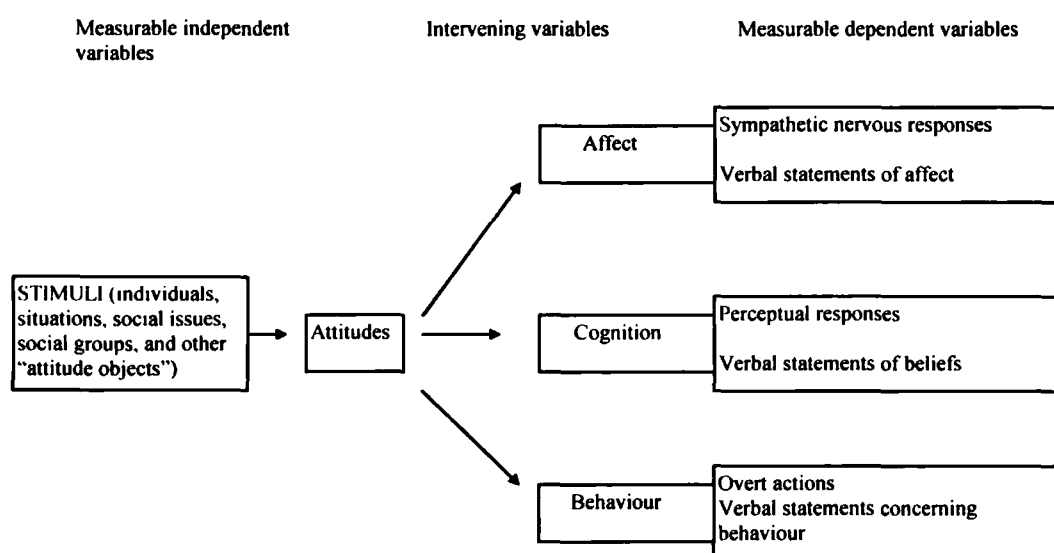 Measurable independent
variables
Intervening variables
Measurable dependent variables
Affect
Sympathetic nervous responses
Verbal statements of affect
STIMULI (individuals,
situations, social issues,
social groups, and other
“attitude objects”)
Attitudes
Cognition
Perceptual responses
Verbal statements of beliefs
Behaviour
Overt actions
Verbal statements concerning
behaviour